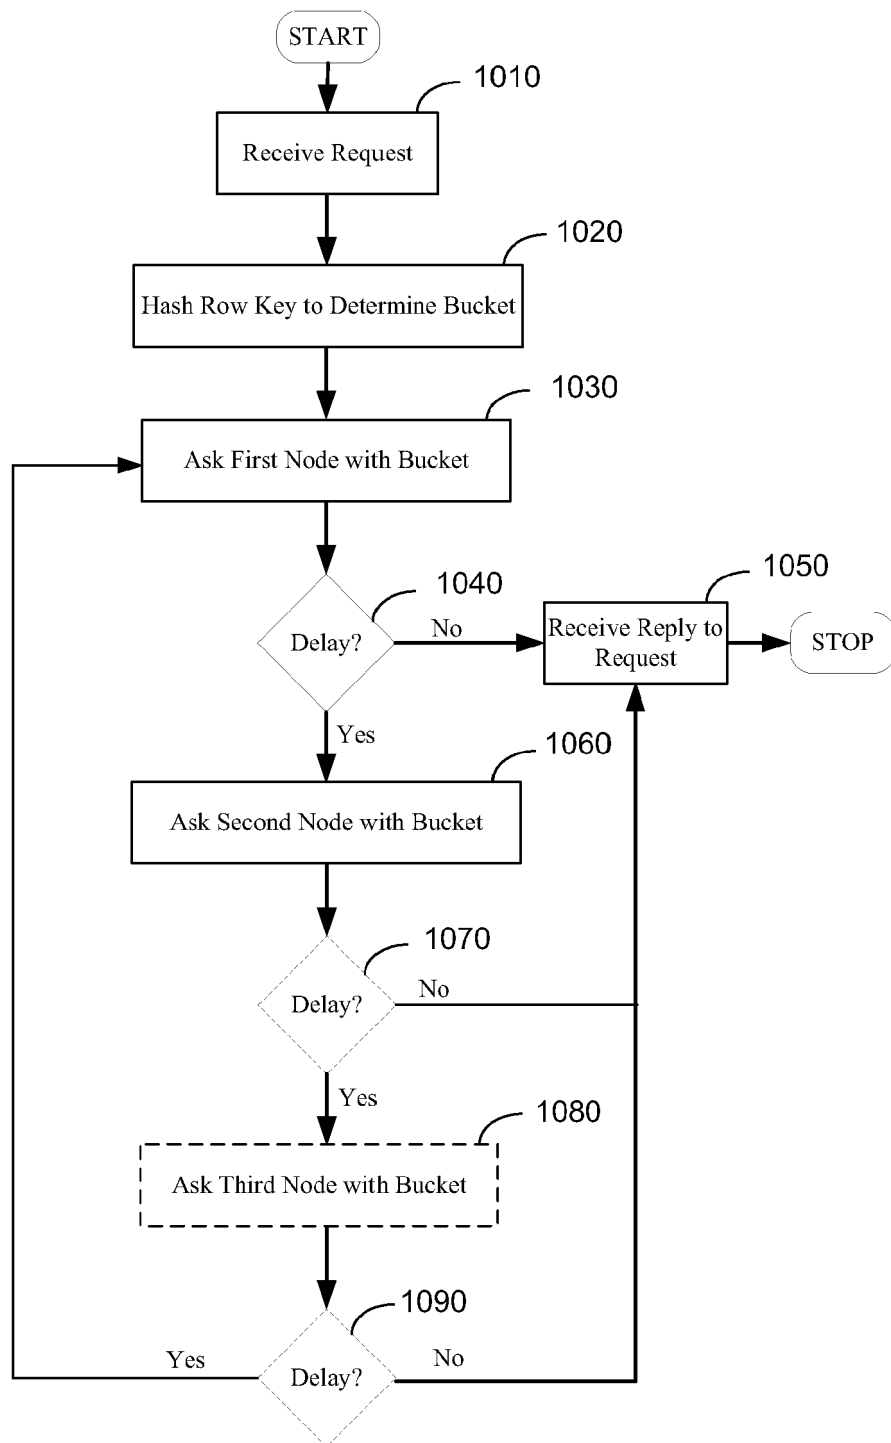 START
1010
Receive Request
1020
Hash Row Key to Determine Bucket
1030
Ask First Node with Bucket
1040
Delay?
No
1050
Receive Reply to
Request
STOP
Yes
1060
Ask Second Node with Bucket
1070
Delay?
No
Yes
1080
Ask Third Node with Bucket
1090
Delay?
Yes
No